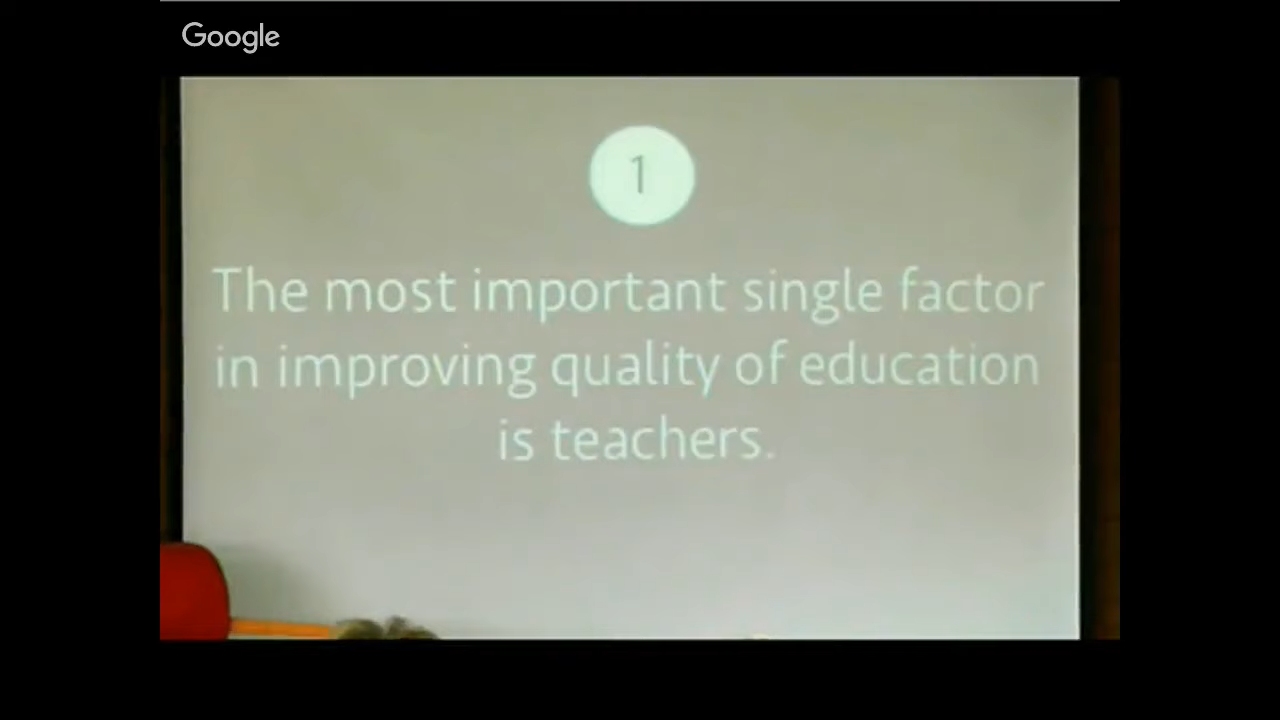 Google
1
The most important single factor
in improving quality of education
is teachers.